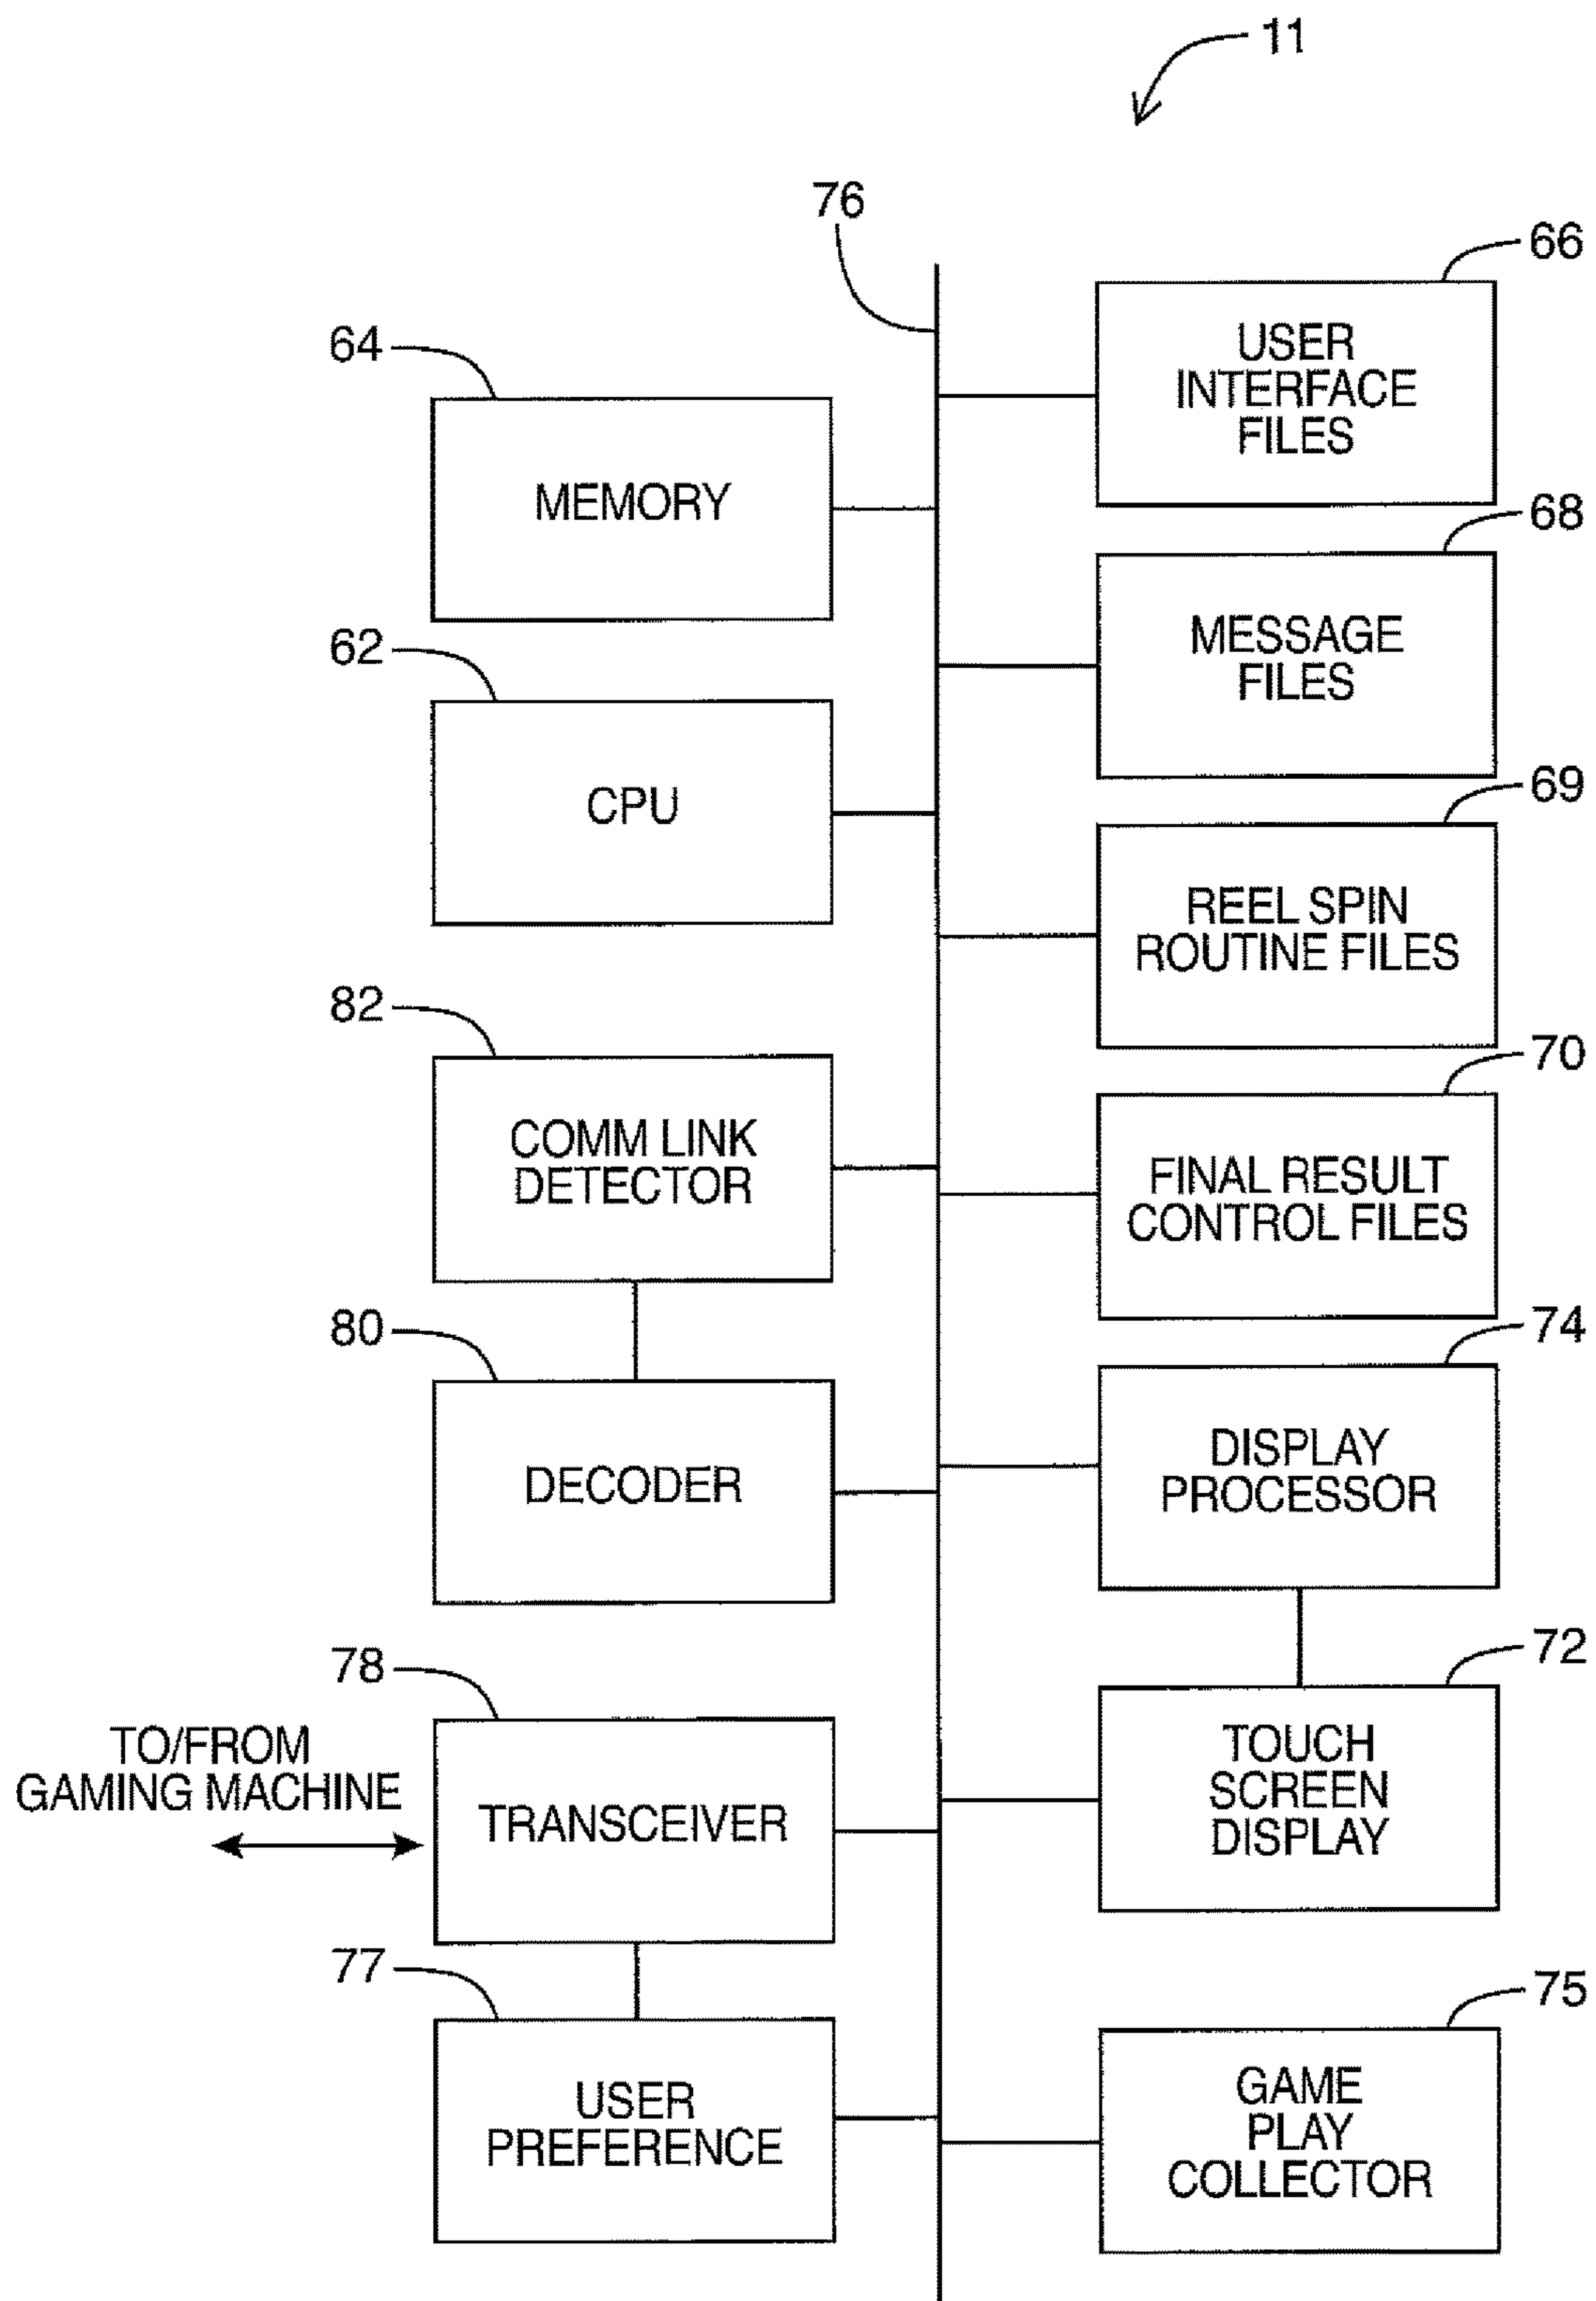 11
76
66
USER
INTERFACE
FILES
64
MEMORY
68
MESSAGE
FILES
62
CPU
69
REEL SPIN
ROUTINE FILES
82
COMM LINK
DETECTOR
70
FINAL RESULT
CONTROL FILES
80
DECODER
74
DISPLAY
PROCESSOR
78
TO/FROM
GAMING MACHINE
TRANSCEIVER
72
TOUCH
SCREEN
DISPLAY
77
USER
PREFERENCE
75
GAME
PLAY
COLLECTOR